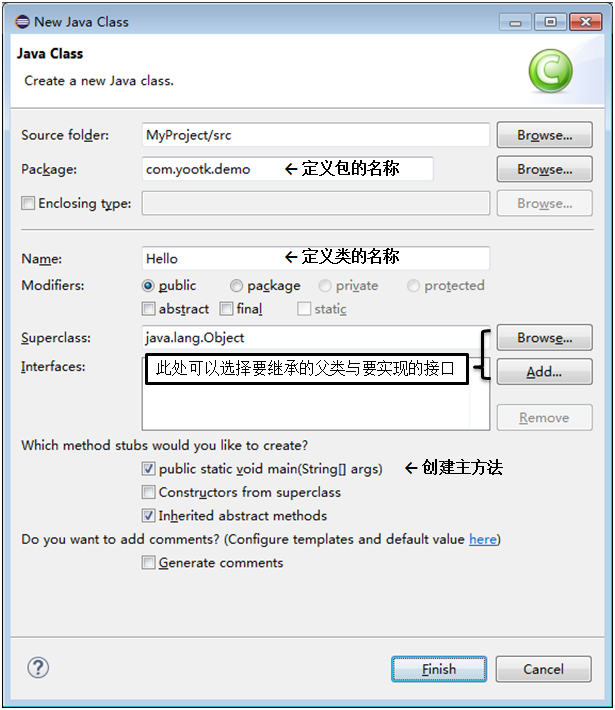 New Java Class
Java Class
Create a new Java class.
Source folder: MyProject/src Browse...
Package: com.yootk.demo ←定义包的名称 Browse...
Enclosing type: Browse...
Name: Hello ←定义类的名称
Modifiers: public package private protected
abstract final static
Superclass: java.lang.Object Browse...
Interfaces: 此处可以选择要继承的父类与要实现的接口 Add...
Remove
Which method stubs would you like to create?
public static void main(String[] args) ←创建主方法
Constructors from superclass
Inherited abstract methods
Do you want to add comments? (Configure templates and default value here)
Generate comments
Finish Cancel